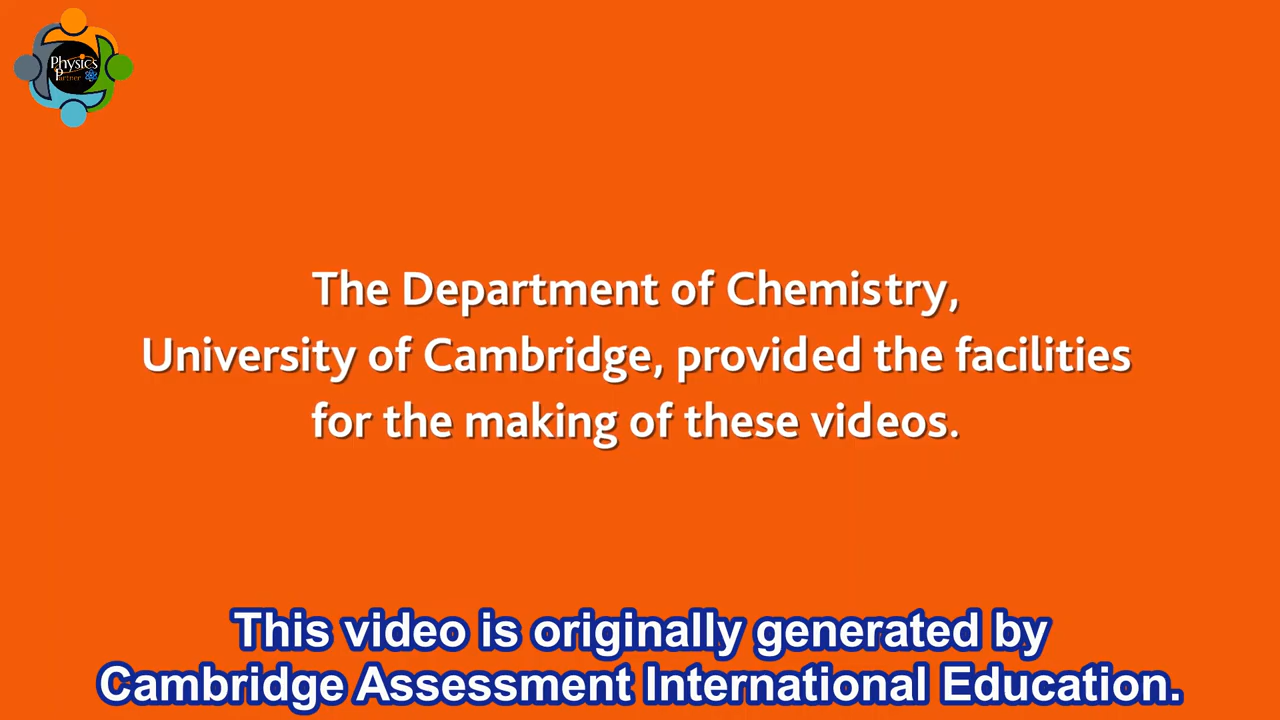 Physics
Partner
The Department of Chemistry,
University of Cambridge, provided the facilities
for the making of these videos.
This video is originally generated by
Cambridge Assessment International Education.